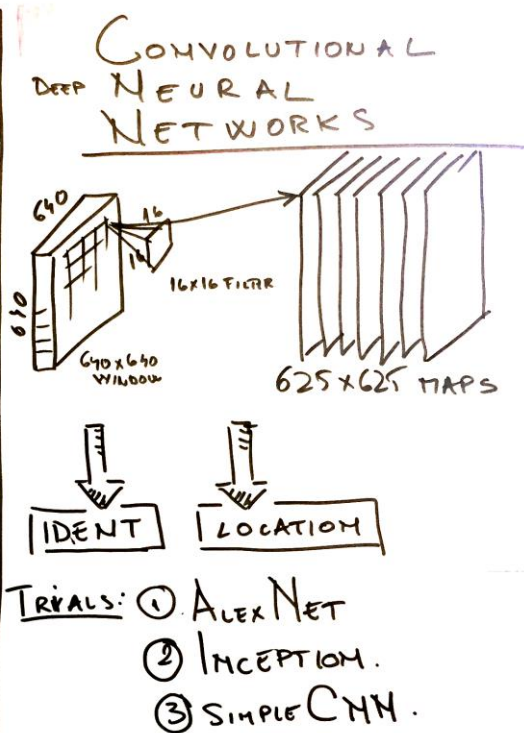 CONVOLUTIONAL
DEEP NEURAL
NETWORKS
640
16
16
16x16 FILTER
640
640x640
WINDOW
625x625 MAPS
IDENT
LOCATION
TRIALS: ① ALEXNET
② INCEPTION.
③ SIMPLE CNN.